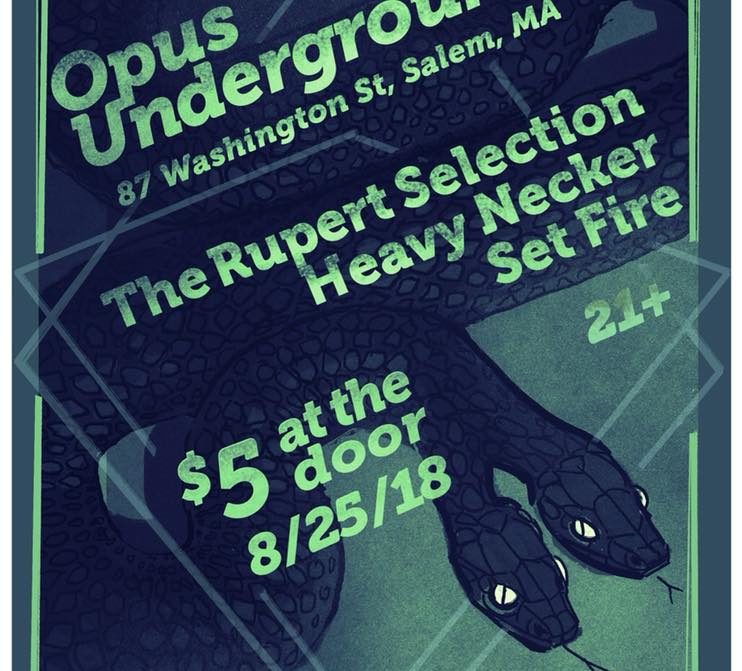 Opus
Underground
87 Washington St, Salem, MA
The Rupert Selection
Heavy Necker
Set Fire
21+
$5 at the
door
8/25/18